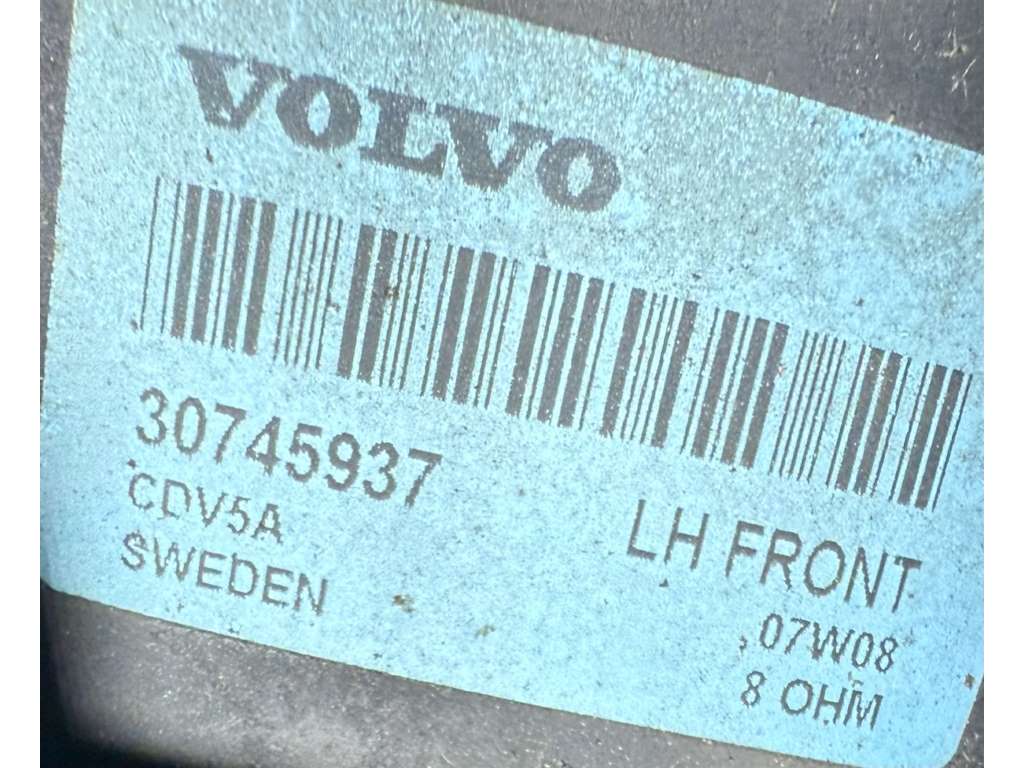 VOLVO
30745937
CDV5A
SWEDEN
LH FRONT
07W08
8 OHM